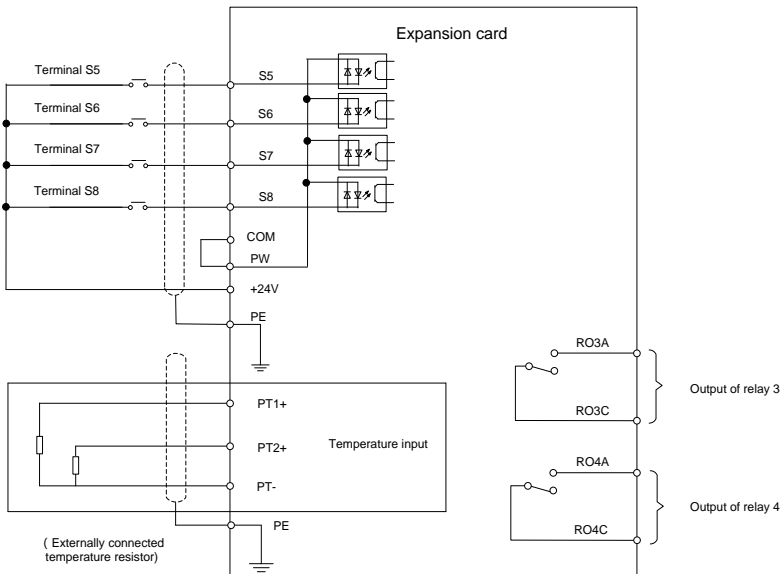 Expansion card
Terminal S5
S5
Terminal S6
S6
Terminal S7
S7
Terminal S8
S8
COM
PW
+24V
PE
RO3A
Output of relay 3
RO3C
PT1+
PT2+
Temperature input
PT-
RO4A
Output of relay 4
RO4C
PE
( Externally connected
temperature resistor)